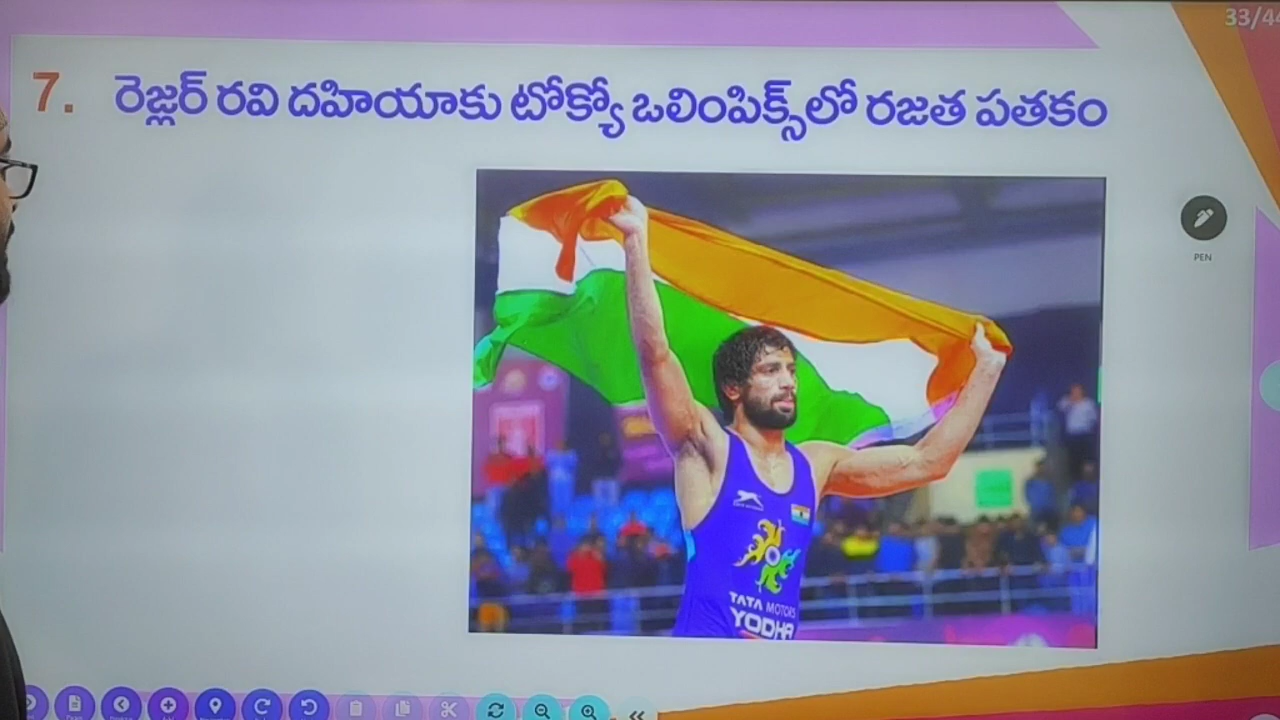 33/44
7. రెజ్లర్ రవి దహియాకు టోక్యో ఒలింపిక్స్‌లో రజత పతకం
PEN
TATA MOTORS
YODHA